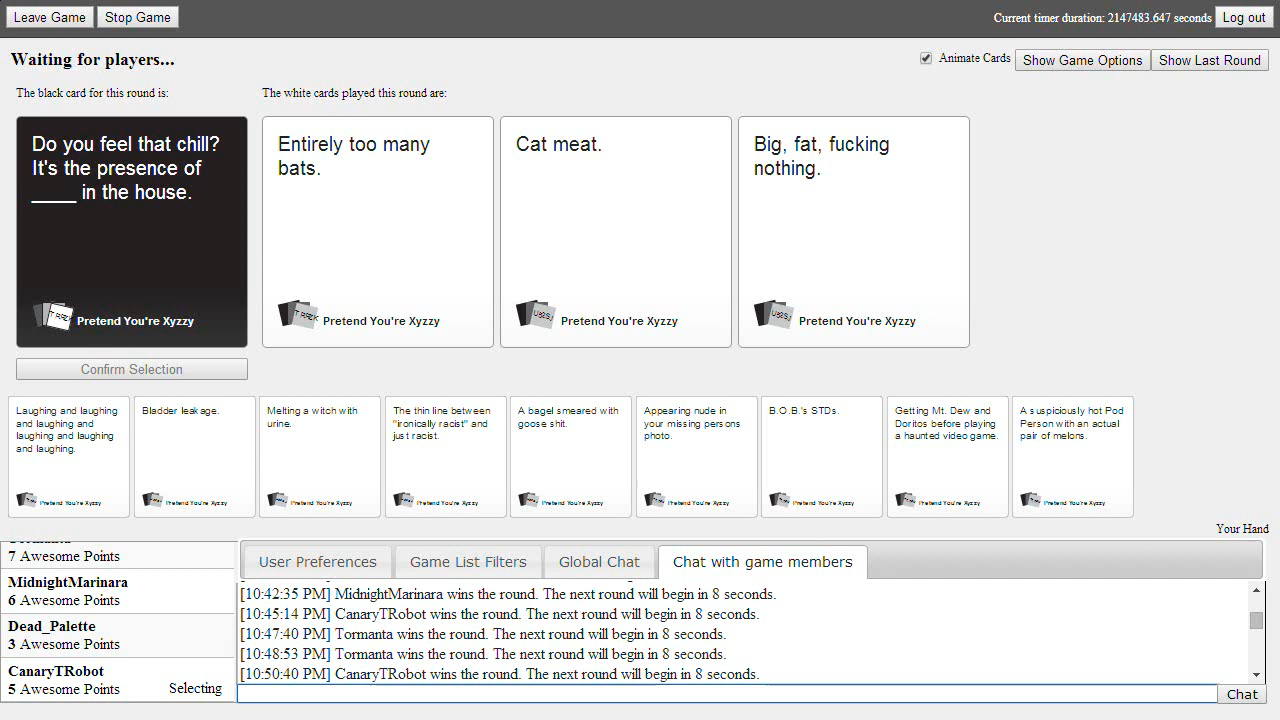 Leave Game
Stop Game
Current timer duration: 2147483.647 seconds
Log out
Waiting for players...
Animate Cards
Show Game Options
Show Last Round
The black card for this round is:
The white cards played this round are:
Do you feel that chill?
It's the presence of
____ in the house.
Pretend You're Xyzzy
Entirely too many
bats.
Pretend You're Xyzzy
Cat meat.
Pretend You're Xyzzy
Big, fat, fucking
nothing.
Pretend You're Xyzzy
Confirm Selection
Laughing and laughing
and laughing and
laughing and laughing
and laughing.
Pretend You're Xyzzy
Bladder leakage.
Pretend You're Xyzzy
Melting a witch with
urine.
Pretend You're Xyzzy
The thin line between
"ironically racist" and
just racist.
Pretend You're Xyzzy
A bagel smeared with
goose shit.
Pretend You're Xyzzy
Appearing nude in
your missing persons
photo.
Pretend You're Xyzzy
B.O.B.'s STDs.
Pretend You're Xyzzy
Getting Mt. Dew and
Doritos before playing
a haunted video game.
Pretend You're Xyzzy
A suspiciously hot Pod
Person with an actual
pair of melons.
Pretend You're Xyzzy
Your Hand
7 Awesome Points
MidnightMarinara
6 Awesome Points
Dead_Palette
3 Awesome Points
CanaryTRobot
5 Awesome Points
Selecting
User Preferences
Game List Filters
Global Chat
Chat with game members
[10:42:35 PM] MidnightMarinara wins the round. The next round will begin in 8 seconds.
[10:45:14 PM] CanaryTRobot wins the round. The next round will begin in 8 seconds.
[10:47:40 PM] Tormanta wins the round. The next round will begin in 8 seconds.
[10:48:53 PM] Tormanta wins the round. The next round will begin in 8 seconds.
[10:50:40 PM] CanaryTRobot wins the round. The next round will begin in 8 seconds.
Chat